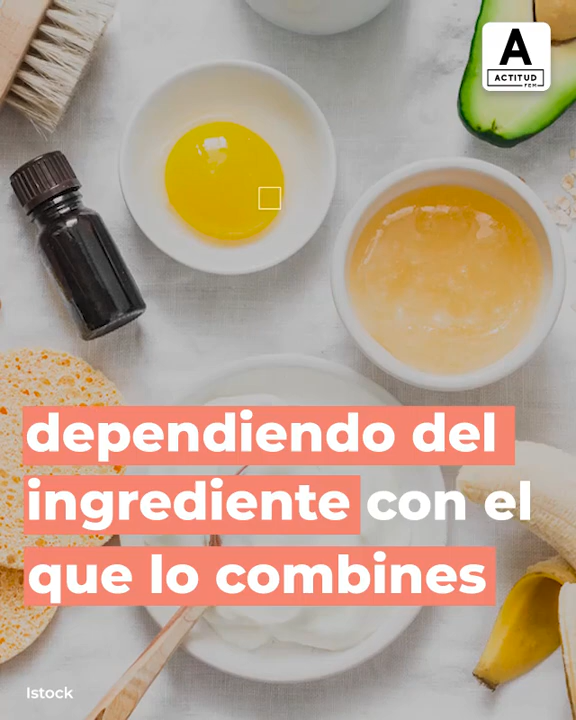 A
ACTITUD
FEM
dependiendo del
ingrediente con el
que lo combines
Istock